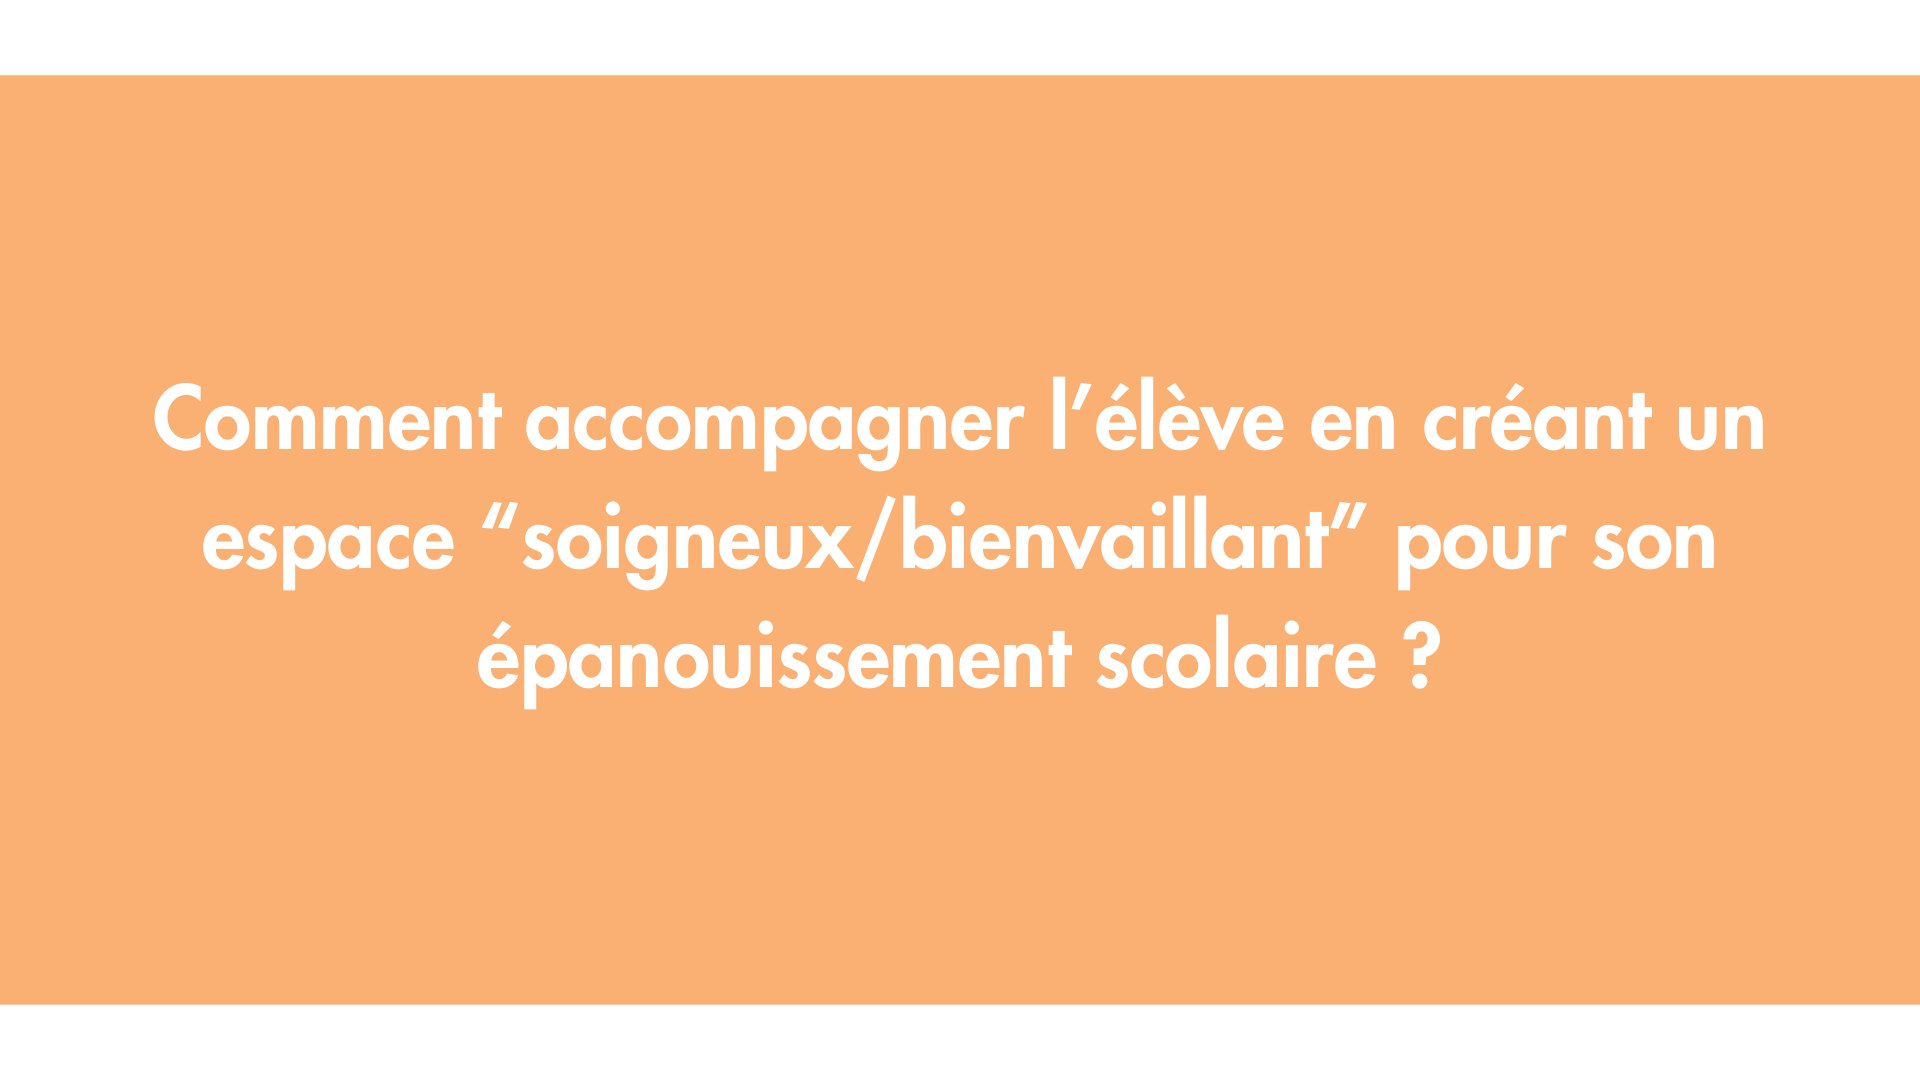 Comment accompagner l’élève en créant un
espace “soigneux/bienvaillant” pour son
épanouissement scolaire ?